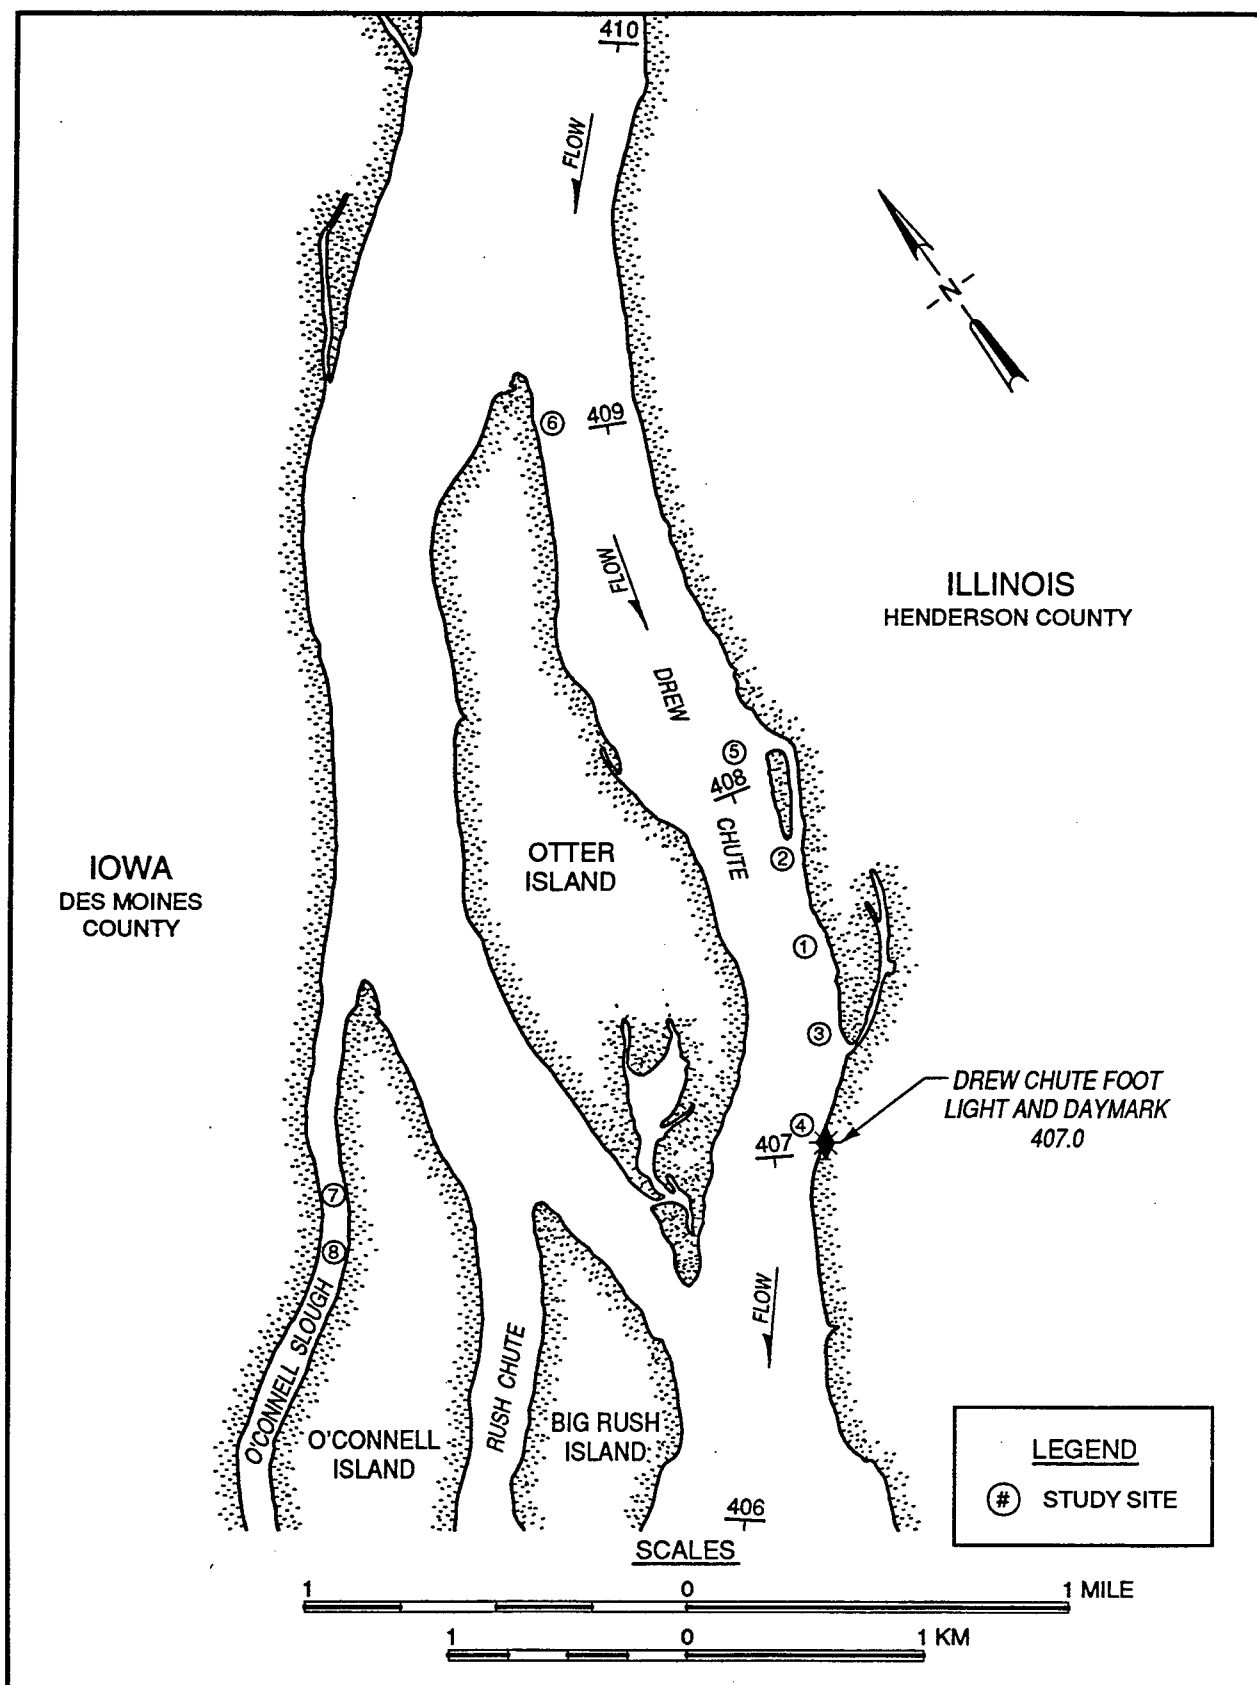 410
FLOW
N
6
409
FLOW
ILLINOIS
HENDERSON COUNTY
DREW
5
408
CHUTE
2
OTTER
ISLAND
IOWA
DES MOINES
COUNTY
1
3
DREW CHUTE FOOT
LIGHT AND DAYMARK
407.0
4
407
7
8
O'CONNELL SLOUGH
FLOW
RUSH CHUTE
O'CONNELL
ISLAND
BIG RUSH
ISLAND
LEGEND
# STUDY SITE
406
SCALES
1 0 1 MILE
1 0 1 KM